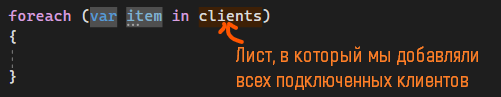 foreach (var item in clients)
{
Лист, в который мы добавляли
всех подключенных клиентов
}